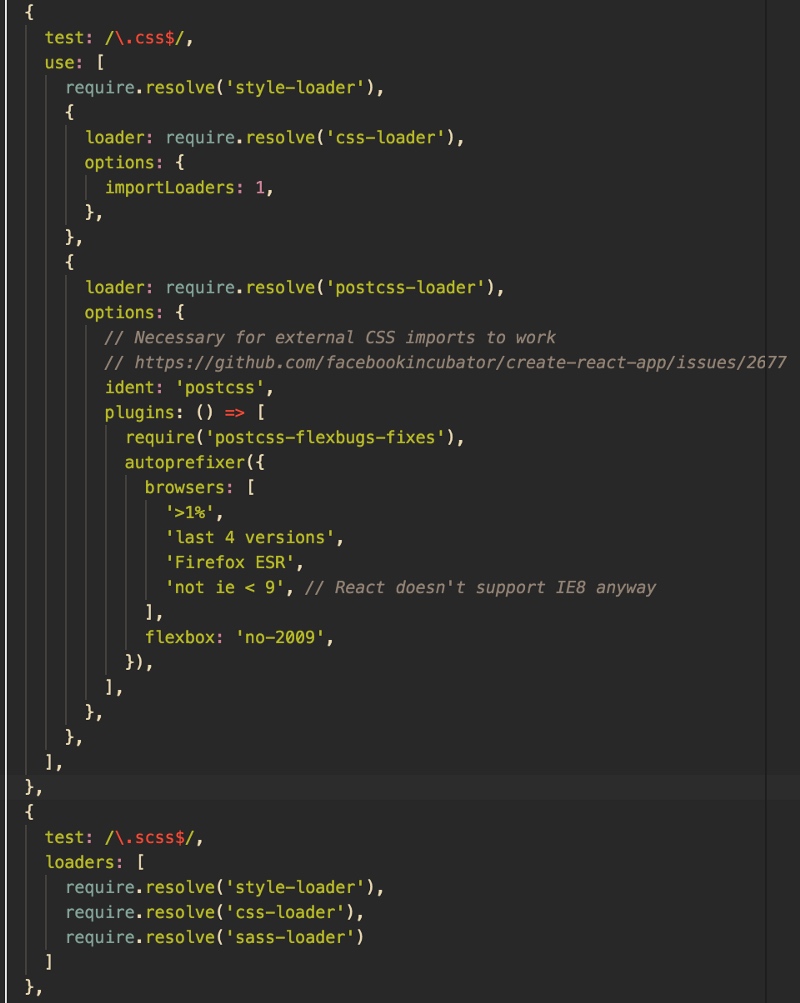 {
  test: /\.css$/,
  use: [
    require.resolve('style-loader'),
    {
      loader: require.resolve('css-loader'),
      options: {
        importLoaders: 1,
      },
    },
    {
      loader: require.resolve('postcss-loader'),
      options: {
        // Necessary for external CSS imports to work
        // https://github.com/facebookincubator/create-react-app/issues/2677
        ident: 'postcss',
        plugins: () => [
          require('postcss-flexbugs-fixes'),
          autoprefixer({
            browsers: [
              '>1%',
              'last 4 versions',
              'Firefox ESR',
              'not ie < 9', // React doesn't support IE8 anyway
            ],
            flexbox: 'no-2009',
          }),
        ],
      },
    },
  ],
},
{
  test: /\.scss$/,
  loaders: [
    require.resolve('style-loader'),
    require.resolve('css-loader'),
    require.resolve('sass-loader')
  ]
},